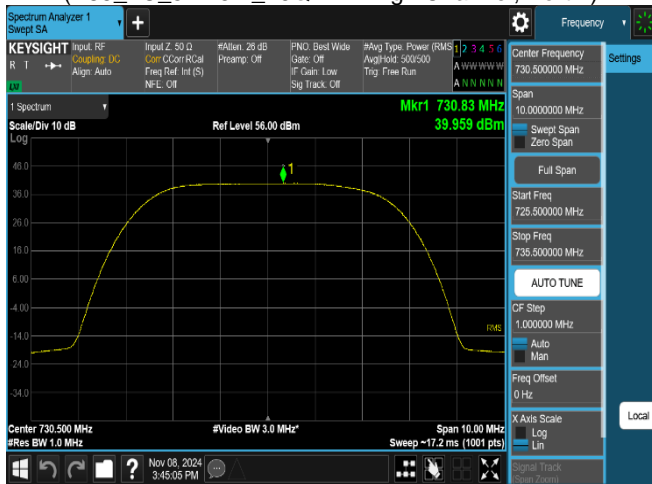 Spectrum Analyzer 1
Swept SA
Frequency
KEYSIGHT
R T
LXI
Input: RF
Coupling: DC
Align: Auto
Input Z: 50 Ω
Corr CCorr RCal
Freq Ref: Int (S)
NFE: Off
#Atten: 26 dB
Preamp: Off
PNO: Best Wide
Gate: Off
IF Gain: Low
Sig Track: Off
#Avg Type: Power (RMS
Avg|Hold: 500/500
Trig: Free Run
1 2 3 4 5 6
A W W W W W
A N N N N N
1 Spectrum
Scale/Div 10 dB
Log
Ref Level 56.00 dBm
Mkr1 730.83 MHz
39.959 dBm
1
46.0
36.0
26.0
16.0
6.00
-4.00
-14.0
-24.0
-34.0
RMS
Center 730.500 MHz
#Res BW 1.0 MHz
#Video BW 3.0 MHz*
Span 10.00 MHz
Sweep ~17.2 ms (1001 pts)
Nov 08, 2024
3:45:05 PM
Center Frequency
730.500000 MHz
Settings
Span
10.0000000 MHz
Swept Span
Zero Span
Full Span
Start Freq
725.500000 MHz
Stop Freq
735.500000 MHz
AUTO TUNE
CF Step
1.000000 MHz
Auto
Man
Freq Offset
0 Hz
X Axis Scale
Log
Lin
Local
Signal Track
(Span Zoom)